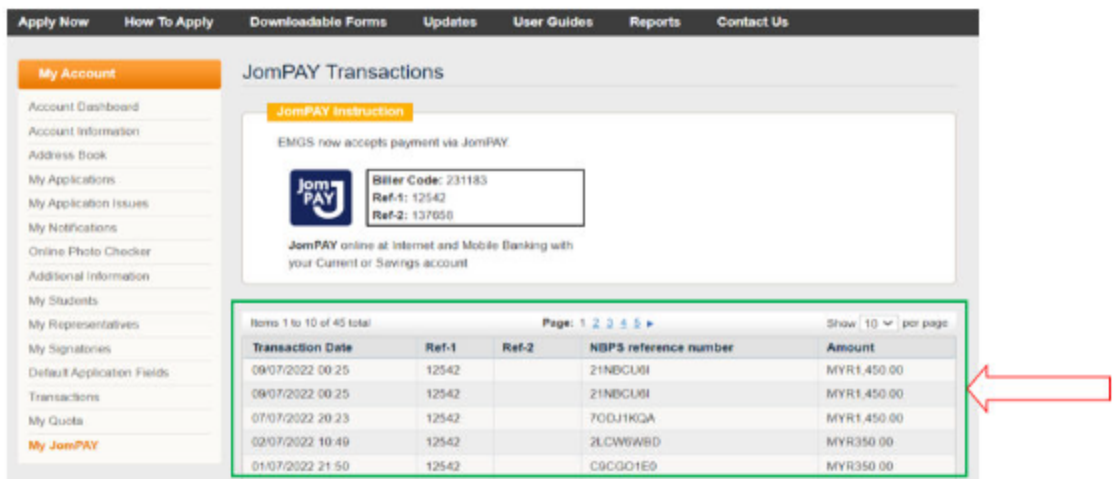 Apply Now How To Apply Downloadable Forms Updates User Guides Reports Contact Us
My Account
Account Dashboard
Account Information
Address Book
My Applications
My Application Issues
My Notifications
Online Photo Checker
Additional Information
My Students
My Representatives
My Signatories
Default Application Fields
Transactions
My Quota
My JomPAY
JomPAY Transactions
JomPAY Instruction
EMGS now accepts payment via JomPAY.
Jom
PAY
Biller Code: 231183
Ref-1: 12542
Ref-2: 137658
JomPAY online at Internet and Mobile Banking with
your Current or Savings account
Items 1 to 10 of 45 total Page: 1 2 3 4 5 Show 10 per page
Transaction Date Ref-1 Ref-2 NBPS reference number Amount
09/07/2022 00:25 12542 21NBCU6I MYR1,450.00
09/07/2022 00:25 12542 21NBCU6I MYR1,450.00
07/07/2022 20:23 12542 7ODJ1KQA MYR1,450.00
02/07/2022 10:49 12542 2LCW6WBD MYR350.00
01/07/2022 21:50 12542 C9CGO1E0 MYR350.00